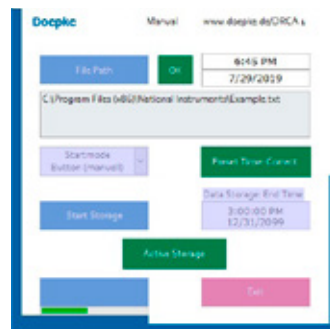 Doepke Manual www.doepke.de/ORCA
File Path OK 6:45 PM
7/29/2019
C:\Program Files (x86)\National Instruments\Example.txt
Startmode
Button (manual) Preset Time Correct
Data Storage End Time
Start Storage 3:00:00 PM
12/31/2099
Active Storage
Exit